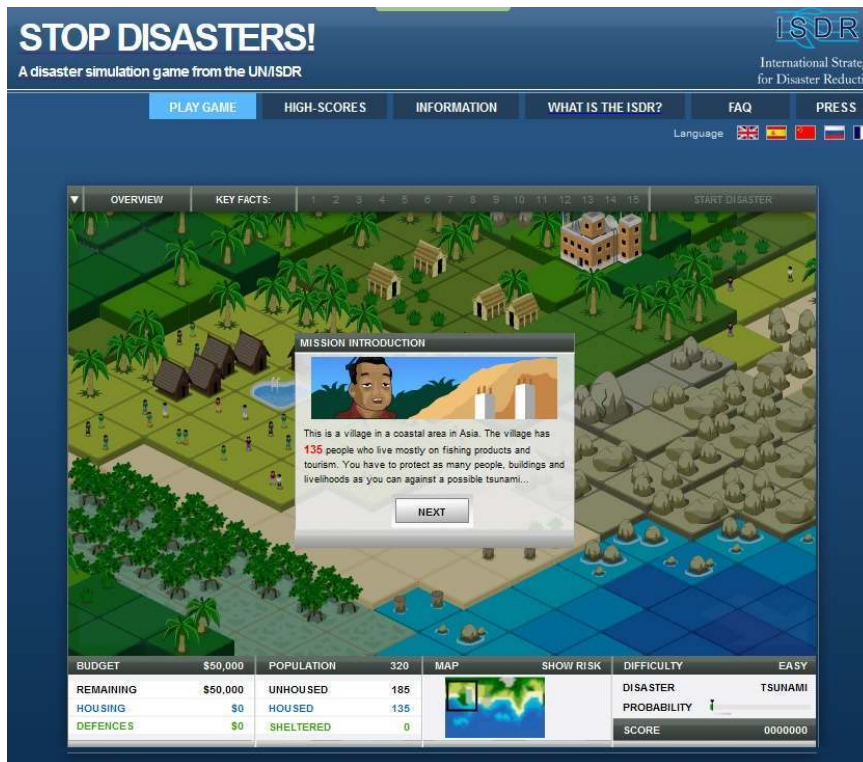 STOP DISASTERS!
A disaster simulation game from the UN/ISDR
ISDR
International Strate
for Disaster Reducti
PLAY GAME HIGH-SCORES INFORMATION WHAT IS THE ISDR? FAQ PRESS
Language
OVERVIEW KEY FACTS: 1 2 3 4 5 6 7 8 9 10 11 12 13 14 15 START DISASTER
MISSION INTRODUCTION
This is a village in a coastal area in Asia. The village has
135 people who live mostly on fishing products and
tourism. You have to protect as many people, buildings and
livelihoods as you can against a possible tsunami...
NEXT
BUDGET $50,000 POPULATION 320 MAP SHOW RISK DIFFICULTY EASY
REMAINING $50,000 UNHOUSED 185 DISASTER TSUNAMI
HOUSING $0 HOUSED 135 PROBABILITY
DEFENCES $0 SHELTERED 0 SCORE 0000000